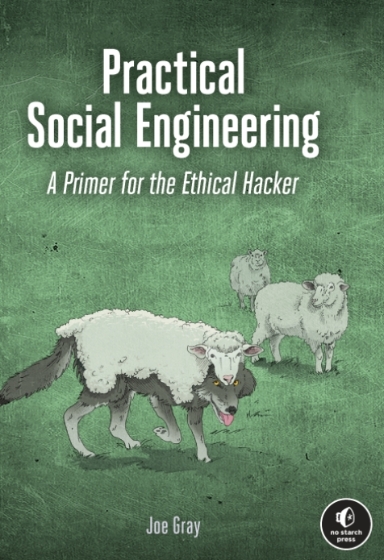 Practical
Social Engineering
A Primer for the Ethical Hacker
Joe Gray
no starch
press